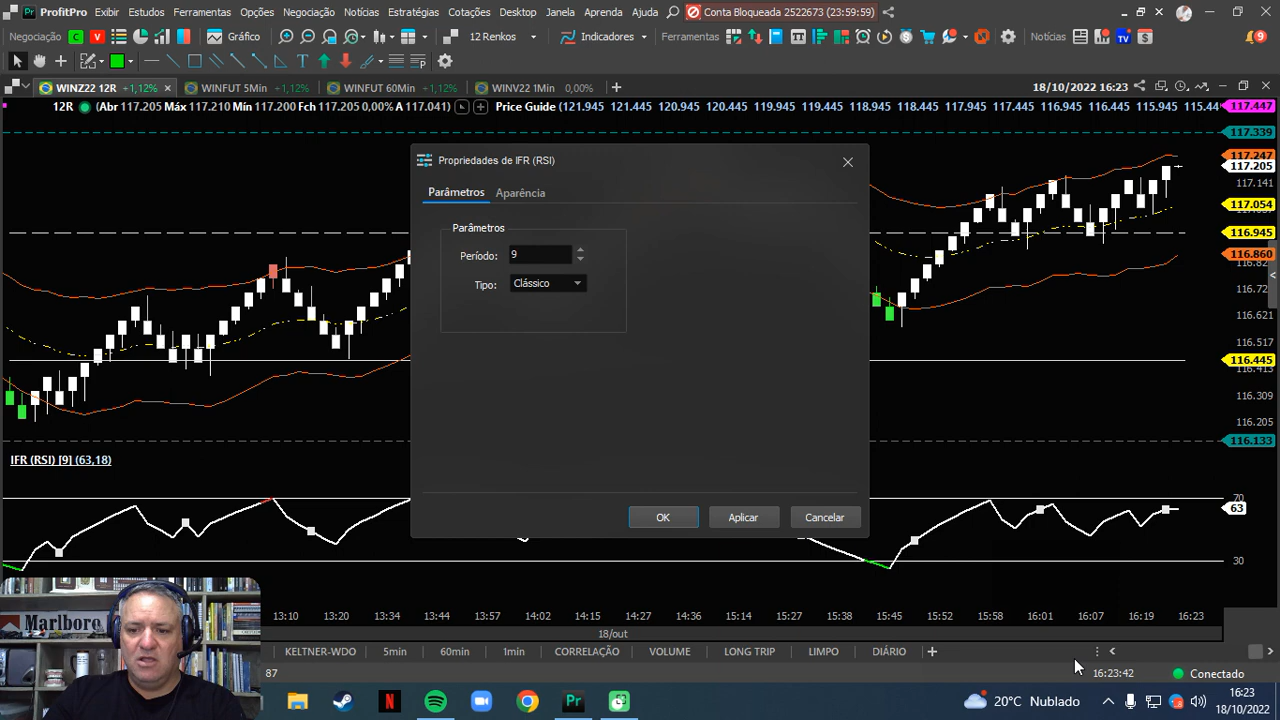 ProfitPro Exibir Estudos Ferramentas Opções Negociação Notícias Estratégias Cotações Desktop Janela Aprenda Ajuda Conta Bloqueada 2522673 (23:59:59)
Negociação C V Gráfico 12 Renkos Indicadores Ferramentas Notícias 9
WINZ22 12R +1,12% WINFUT 5Min +1,12% WINFUT 60Min +1,12% WINV22 1Min 0,00%
12R (Abr 117.205 Máx 117.210 Mín 117.200 Fch 117.205 0,00% A 117.041) Price Guide (121.945 121.445 120.945 120.445 119.945 119.445 118.945 118.445 117.945 117.445 116.945 116.445 115.945 115.44
18/10/2022 16:23
117.447
117.339
117.247
117.205
117.141
117.054
116.945
116.860
116.82
116.72
116.621
116.517
116.445
116.413
116.309
116.205
116.133
Propriedades de IFR (RSI)
Parâmetros Aparência
Parâmetros
Período: 9
Tipo: Clássico
OK Aplicar Cancelar
IFR (RSI) [9] (63,18)
70
63
30
13:10 13:20 13:34 13:57 14:02 14:15 14:27 14:35 15:14 15:27 15:45 15:52 15:58 16:01 16:07 16:19 16:23
18/out
KELTNER-WDO 5min 60min 1min CORRELAÇÃO VOLUME LONG TRIP LIMPO DIÁRIO
87 16:23:42 Conectado
Marlboro
20°C Nublado
16:23
18/10/2022